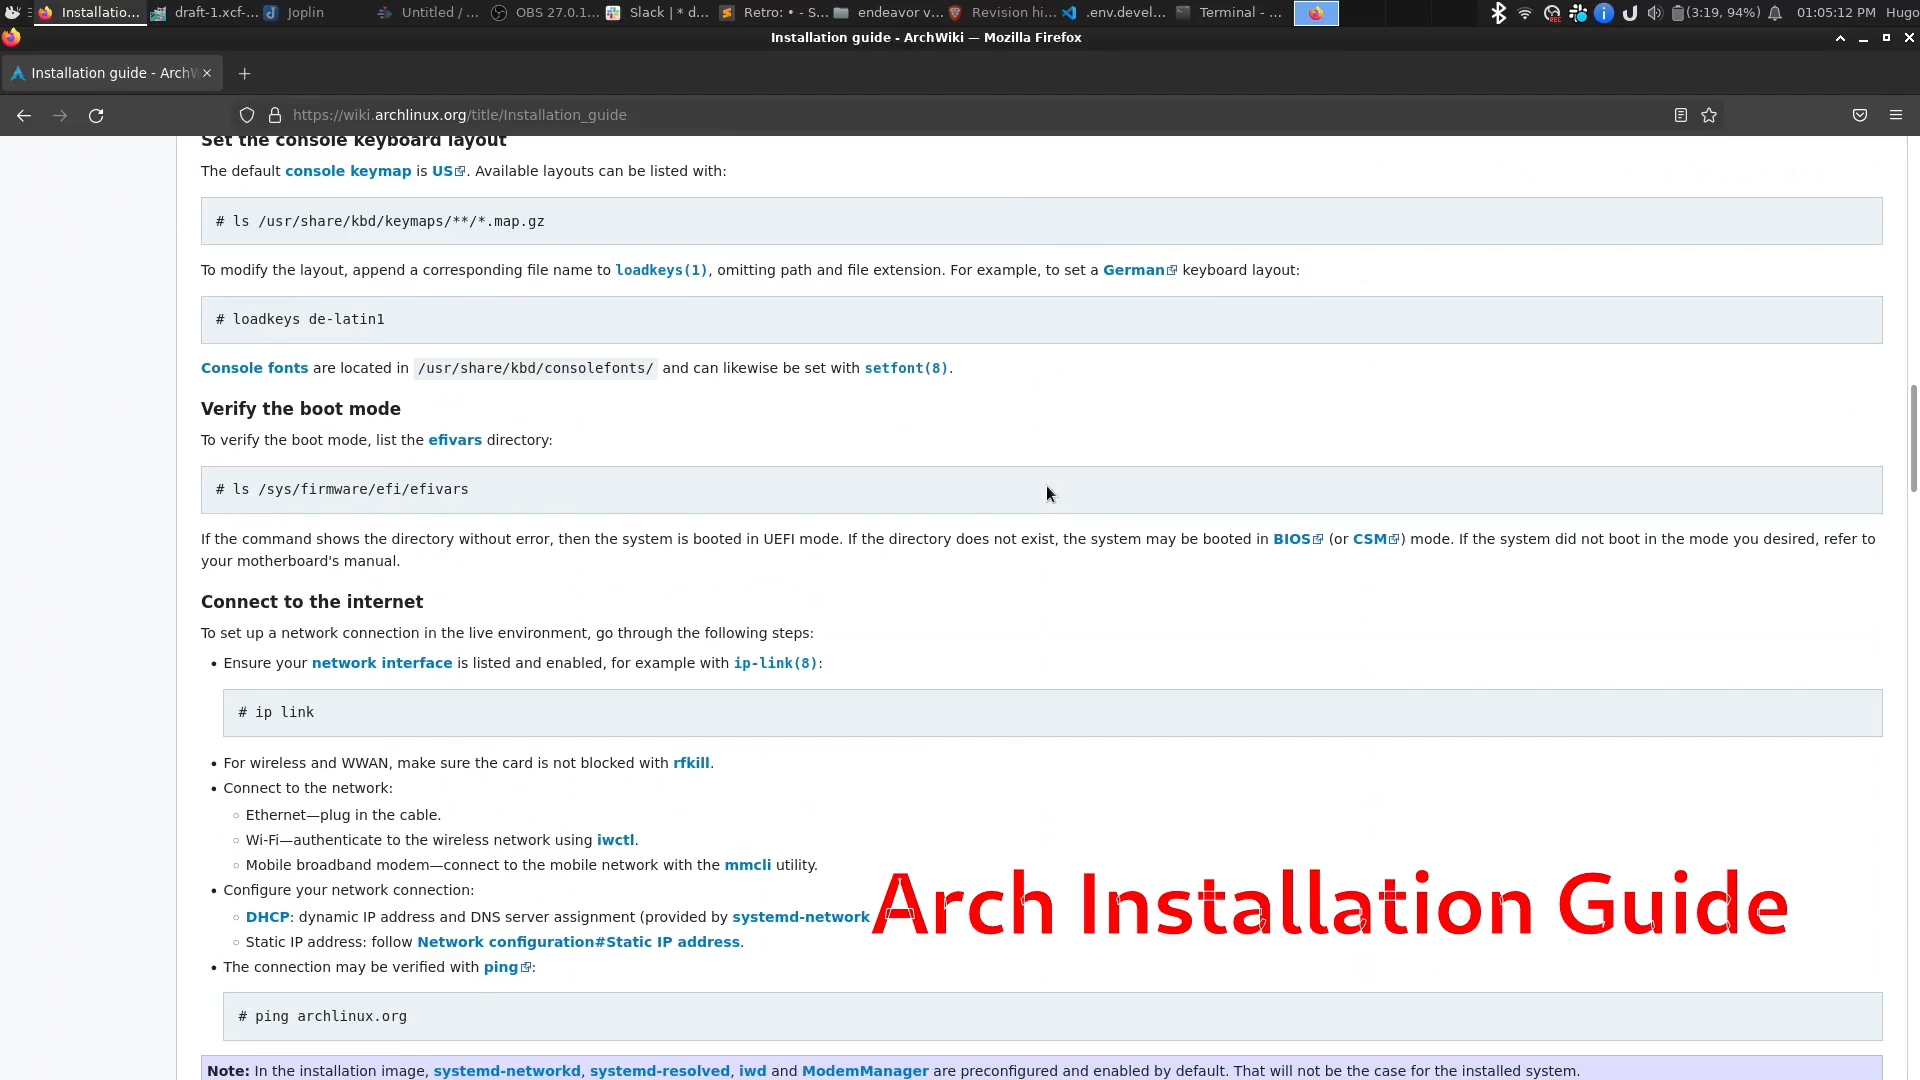 Installatio... draft-1.xcf-... Joplin Untitled / ... OBS 27.0.1... Slack | * d... Retro: • - S... endeavor v... Revision hi... .env.devel... Terminal - ... (3:19, 94%) 01:05:12 PM Hugo
Installation guide - ArchWiki — Mozilla Firefox
Installation guide - ArchW
https://wiki.archlinux.org/title/Installation_guide
Set the console keyboard layout
The default console keymap is US. Available layouts can be listed with:
# ls /usr/share/kbd/keymaps/**/*.map.gz
To modify the layout, append a corresponding file name to loadkeys(1), omitting path and file extension. For example, to set a German keyboard layout:
# loadkeys de-latin1
Console fonts are located in /usr/share/kbd/consolefonts/ and can likewise be set with setfont(8).
Verify the boot mode
To verify the boot mode, list the efivars directory:
# ls /sys/firmware/efi/efivars
If the command shows the directory without error, then the system is booted in UEFI mode. If the directory does not exist, the system may be booted in BIOS (or CSM) mode. If the system did not boot in the mode you desired, refer to
your motherboard's manual.
Connect to the internet
To set up a network connection in the live environment, go through the following steps:
• Ensure your network interface is listed and enabled, for example with ip-link(8):
# ip link
• For wireless and WWAN, make sure the card is not blocked with rfkill.
• Connect to the network:
◦ Ethernet—plug in the cable.
◦ Wi-Fi—authenticate to the wireless network using iwctl.
◦ Mobile broadband modem—connect to the mobile network with the mmcli utility.
• Configure your network connection:
◦ DHCP: dynamic IP address and DNS server assignment (provided by systemd-network
Arch Installation Guide
◦ Static IP address: follow Network configuration#Static IP address.
• The connection may be verified with ping:
# ping archlinux.org
Note: In the installation image, systemd-networkd, systemd-resolved, iwd and ModemManager are preconfigured and enabled by default. That will not be the case for the installed system.